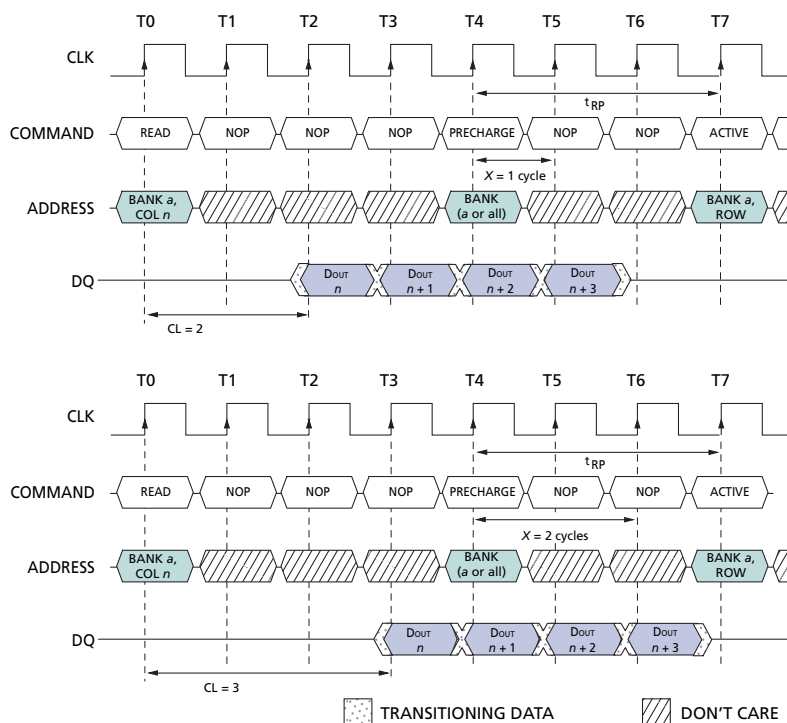 T0 T1 T2 T3 T4 T5 T6 T7
CLK
tRP
COMMAND READ NOP NOP NOP PRECHARGE NOP NOP ACTIVE
X = 1 cycle
ADDRESS BANK a, COL n BANK (a or all) BANK a, ROW
DQ DOUT n DOUT n + 1 DOUT n + 2 DOUT n + 3
CL = 2
T0 T1 T2 T3 T4 T5 T6 T7
CLK
tRP
COMMAND READ NOP NOP NOP PRECHARGE NOP NOP ACTIVE
X = 2 cycles
ADDRESS BANK a, COL n BANK (a or all) BANK a, ROW
DQ DOUT n DOUT n + 1 DOUT n + 2 DOUT n + 3
CL = 3
TRANSITIONING DATA DON'T CARE